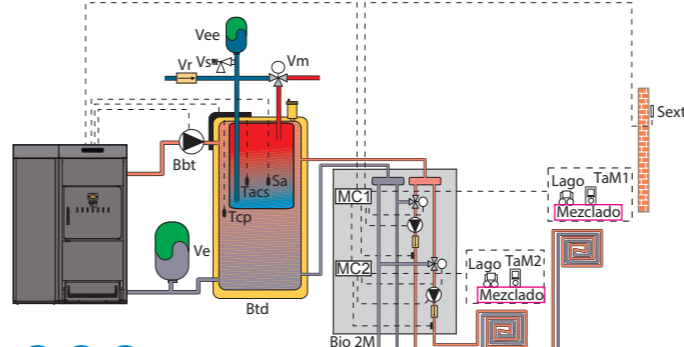 Vee
Vs
Vm
Vr
Sext
Bbt
Sa
Tacs
Tcp
Lago TaM1
MC1
Mezclado
Ve
Lago TaM2
MC2
Mezclado
Btd
Bio 2M